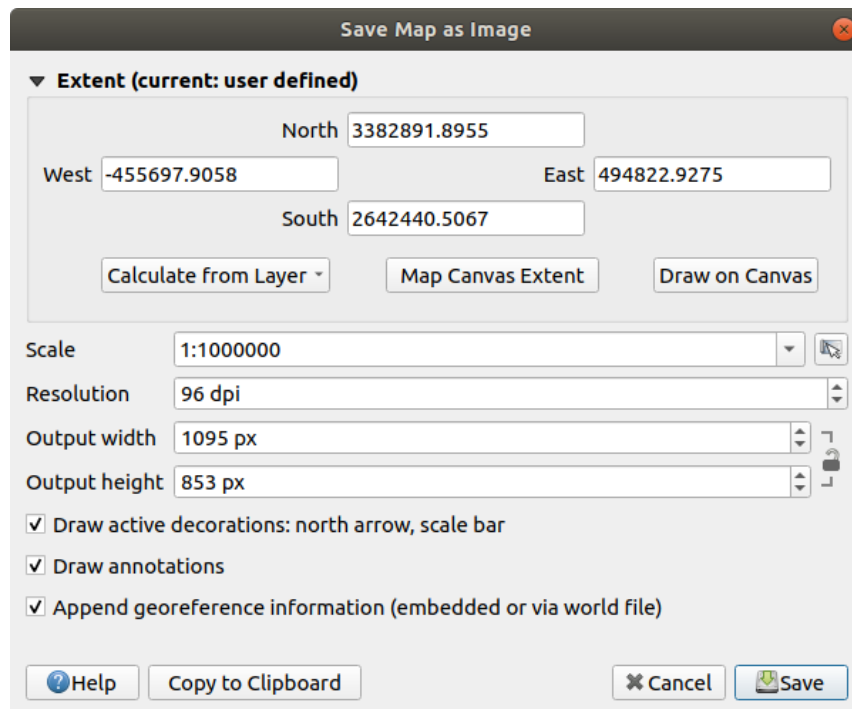 Save Map as Image
Extent (current: user defined)
North 3382891.8955
West -455697.9058 East 494822.9275
South 2642440.5067
Calculate from Layer Map Canvas Extent Draw on Canvas
Scale 1:1000000
Resolution 96 dpi
Output width 1095 px
Output height 853 px
Draw active decorations: north arrow, scale bar
Draw annotations
Append georeference information (embedded or via world file)
Help Copy to Clipboard Cancel Save